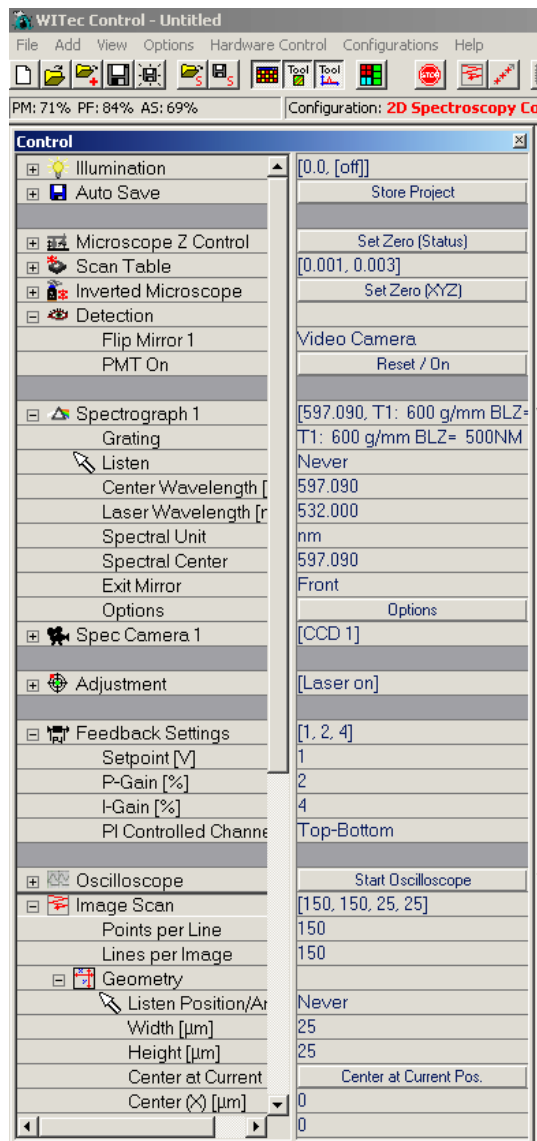 WITec Control - Untitled
File Add View Options Hardware Control Configurations Help
S S Tool Tool STOP
PM: 71% PF: 84% AS: 69% Configuration: 2D Spectroscopy Co
Control
Illumination [0.0, [off]]
Auto Save Store Project
Microscope Z Control Set Zero (Status)
Scan Table [0.001, 0.003]
Inverted Microscope Set Zero (XYZ)
Detection
Flip Mirror 1 Video Camera
PMT On Reset / On
Spectrograph 1 [597.090, T1: 600 g/mm BLZ=
Grating T1: 600 g/mm BLZ= 500NM
Listen Never
Center Wavelength [ 597.090
Laser Wavelength [r 532.000
Spectral Unit nm
Spectral Center 597.090
Exit Mirror Front
Options Options
Spec Camera 1 [CCD 1]
Adjustment [Laser on]
Feedback Settings [1, 2, 4]
Setpoint [V] 1
P-Gain [%] 2
I-Gain [%] 4
PI Controlled Channe Top-Bottom
Oscilloscope Start Oscilloscope
Image Scan [150, 150, 25, 25]
Points per Line 150
Lines per Image 150
Geometry
Listen Position/Ar Never
Width [µm] 25
Height [µm] 25
Center at Current Center at Current Pos.
Center (X) [µm] 0
0